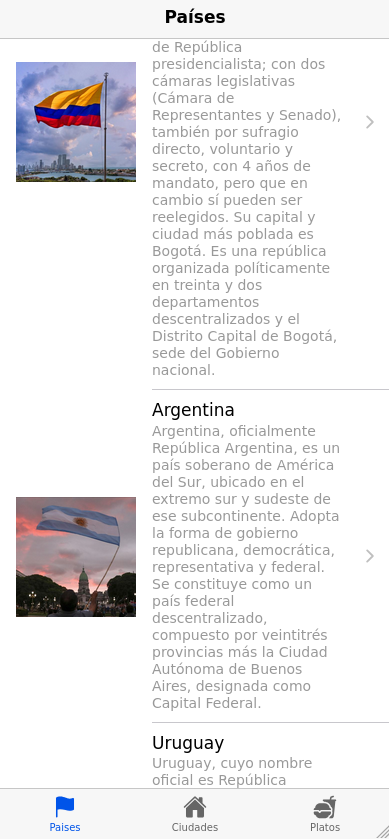 Países
de República
presidencialista; con dos
cámaras legislativas
(Cámara de
Representantes y Senado),
también por sufragio
directo, voluntario y
secreto, con 4 años de
mandato, pero que en
cambio sí pueden ser
reelegidos. Su capital y
ciudad más poblada es
Bogotá. Es una república
organizada políticamente
en treinta y dos
departamentos
descentralizados y el
Distrito Capital de Bogotá,
sede del Gobierno
nacional.
Argentina
Argentina, oficialmente
República Argentina, es un
país soberano de América
del Sur, ubicado en el
extremo sur y sudeste de
ese subcontinente. Adopta
la forma de gobierno
republicana, democrática,
representativa y federal.
Se constituye como un
país federal
descentralizado,
compuesto por veintitrés
provincias más la Ciudad
Autónoma de Buenos
Aires, designada como
Capital Federal.
Uruguay
Uruguay, cuyo nombre
oficial es República
Paises
Ciudades
Platos